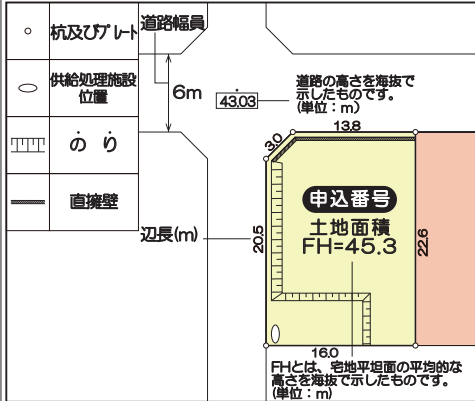 杭及びプレート
供給処理施設
位置
のり
直擁壁
道路幅員
6m
43.03
道路の高さを海抜で
示したものです。
(単位：m)
13.8
3.0
申込番号
土地面積
FH=45.3
辺長(m)
20.5
22.6
16.0
FHとは、宅地平坦面の平均的な
高さを海抜で示したものです。
(単位：m)